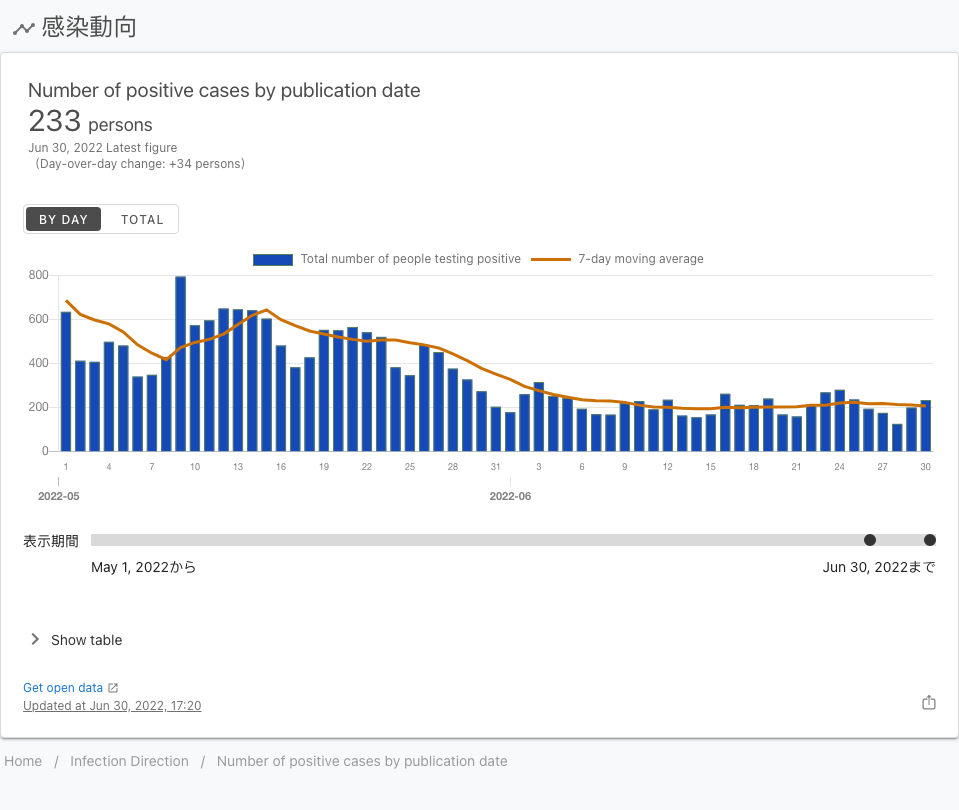 感染動向
Number of positive cases by publication date
233 persons
Jun 30, 2022 Latest figure
(Day-over-day change: +34 persons)
BY DAY TOTAL
Total number of people testing positive 7-day moving average
800
600
400
200
0
1 4 7 10 13 16 19 22 25 28 31 3 6 9 12 15 18 21 24 27 30
2022-05 2022-06
表示期間
May 1, 2022から Jun 30, 2022まで
Show table
Get open data
Updated at Jun 30, 2022, 17:20
Home / Infection Direction / Number of positive cases by publication date